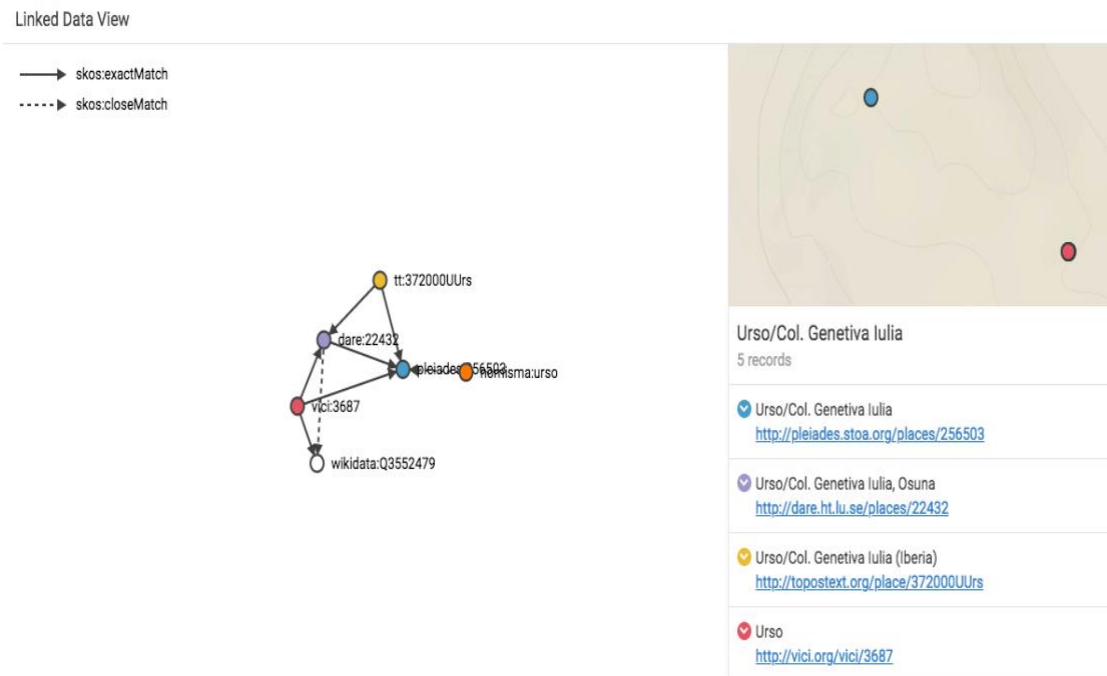 Linked Data View
skos:exactMatch
skos:closeMatch
tt:372000UUrs
dare:22432
pleiades:256503
nomisma:urso
vici:3687
wikidata:Q3552479
Urso/Col. Genetiva Iulia
5 records
Urso/Col. Genetiva Iulia
http://pleiades.stoa.org/places/256503
Urso/Col. Genetiva Iulia, Osuna
http://dare.ht.lu.se/places/22432
Urso/Col. Genetiva Iulia (Iberia)
http://topostext.org/place/372000UUrs
Urso
http://vici.org/vici/3687